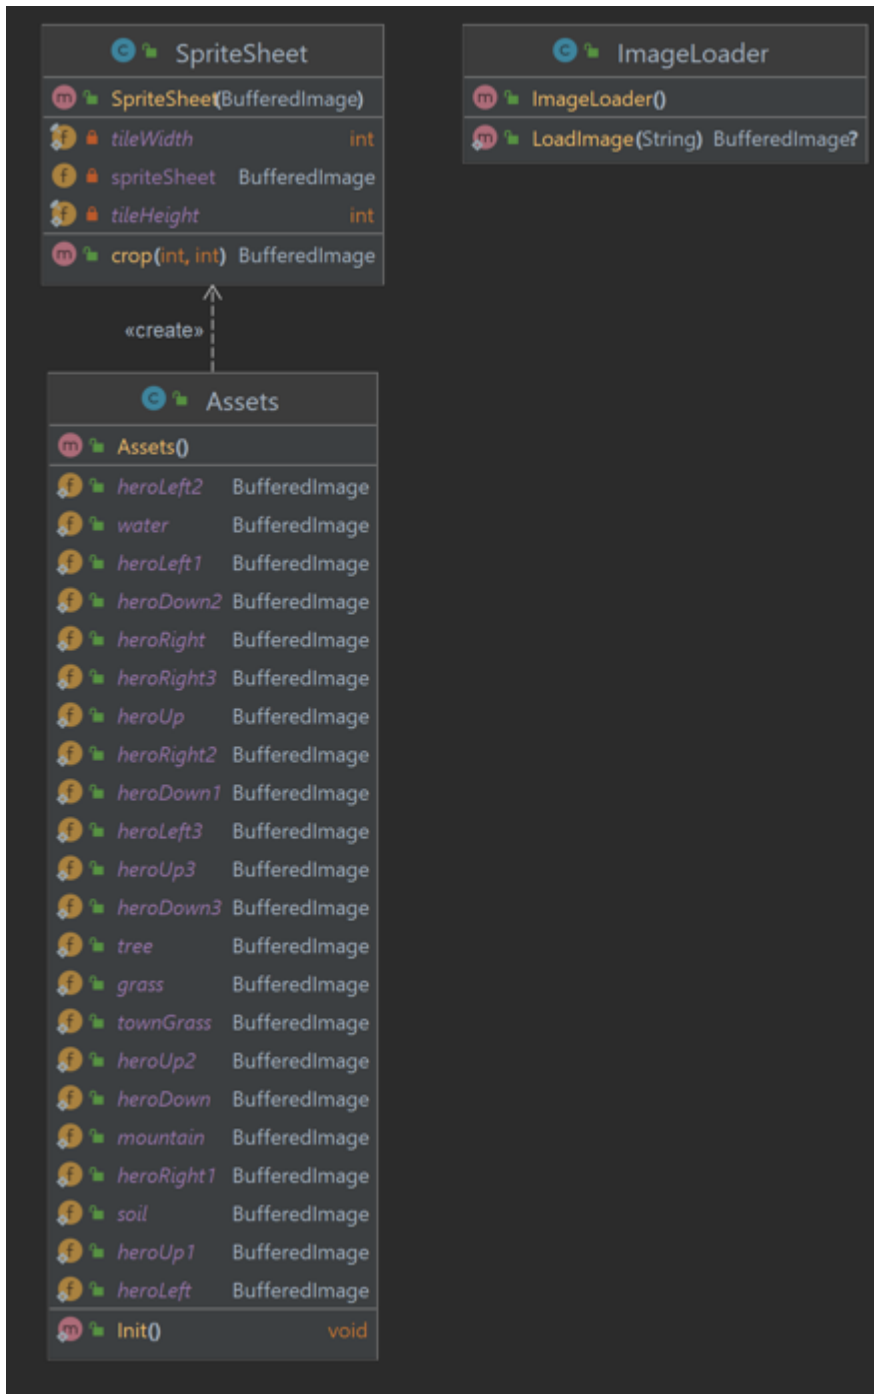 SpriteSheet
SpriteSheet(BufferedImage)
tileWidth int
spriteSheet BufferedImage
tileHeight int
crop(int, int) BufferedImage
ImageLoader
ImageLoader()
LoadImage(String) BufferedImage?
«create»
Assets
Assets()
heroLeft2 BufferedImage
water BufferedImage
heroLeft1 BufferedImage
heroDown2 BufferedImage
heroRight BufferedImage
heroRight3 BufferedImage
heroUp BufferedImage
heroRight2 BufferedImage
heroDown1 BufferedImage
heroLeft3 BufferedImage
heroUp3 BufferedImage
heroDown3 BufferedImage
tree BufferedImage
grass BufferedImage
townGrass BufferedImage
heroUp2 BufferedImage
heroDown BufferedImage
mountain BufferedImage
heroRight1 BufferedImage
soil BufferedImage
heroUp1 BufferedImage
heroLeft BufferedImage
Init() void